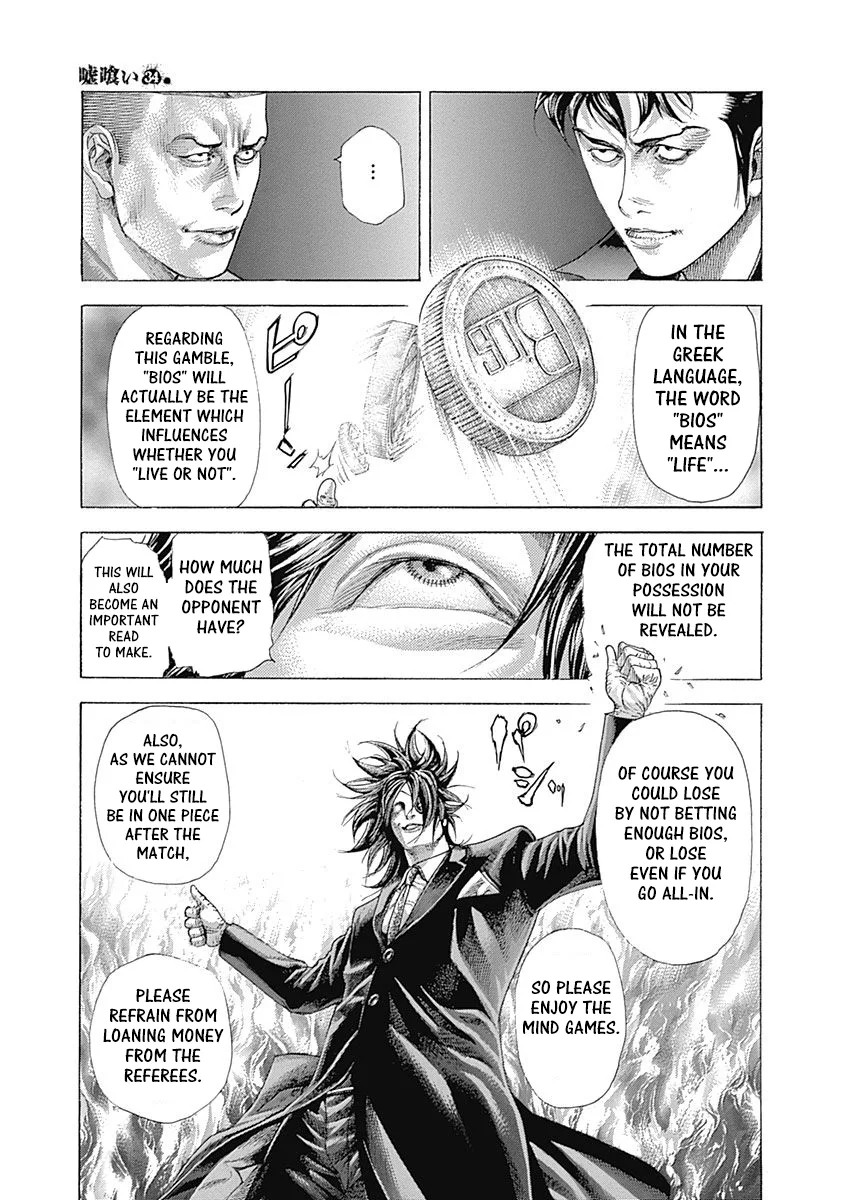 嘘喰い 34.
...
IN THE
GREEK
LANGUAGE,
THE WORD
"BIOS"
MEANS
"LIFE"...
BIOS
ピィ
REGARDING
THIS GAMBLE,
"BIOS" WILL
ACTUALLY BE THE
ELEMENT WHICH
INFLUENCES
WHETHER YOU
"LIVE OR NOT".
THE TOTAL NUMBER
OF BIOS IN YOUR
POSSESSION
WILL NOT BE
REVEALED.
HOW MUCH
DOES THE
OPPONENT
HAVE?
THIS WILL
ALSO
BECOME AN
IMPORTANT
READ
TO MAKE.
パシッ
OF COURSE YOU
COULD LOSE
BY NOT BETTING
ENOUGH BIOS,
OR LOSE
EVEN IF YOU
GO ALL-IN.
SO PLEASE
ENJOY THE
MIND GAMES.
ALSO,
AS WE CANNOT
ENSURE
YOU'LL STILL
BE IN ONE PIECE
AFTER THE
MATCH,
PLEASE
REFRAIN FROM
LOANING MONEY
FROM THE
REFEREES.